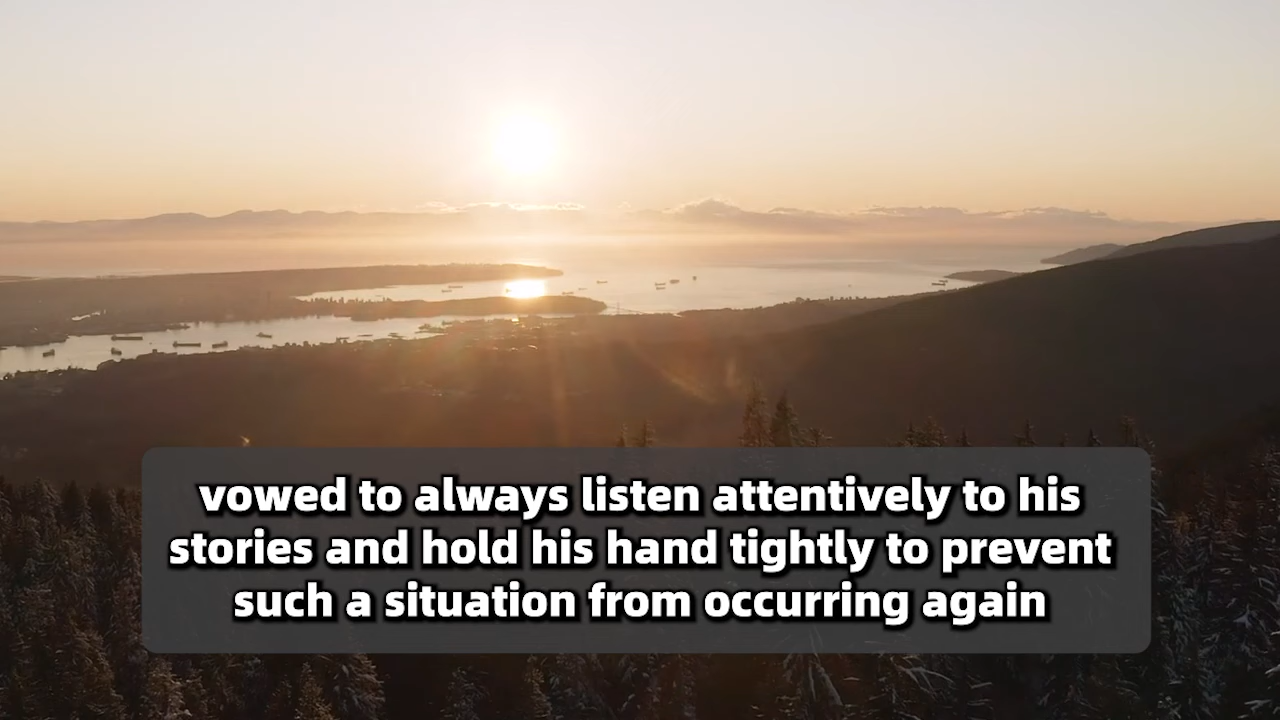 vowed to always listen attentively to his
stories and hold his hand tightly to prevent
such a situation from occurring again